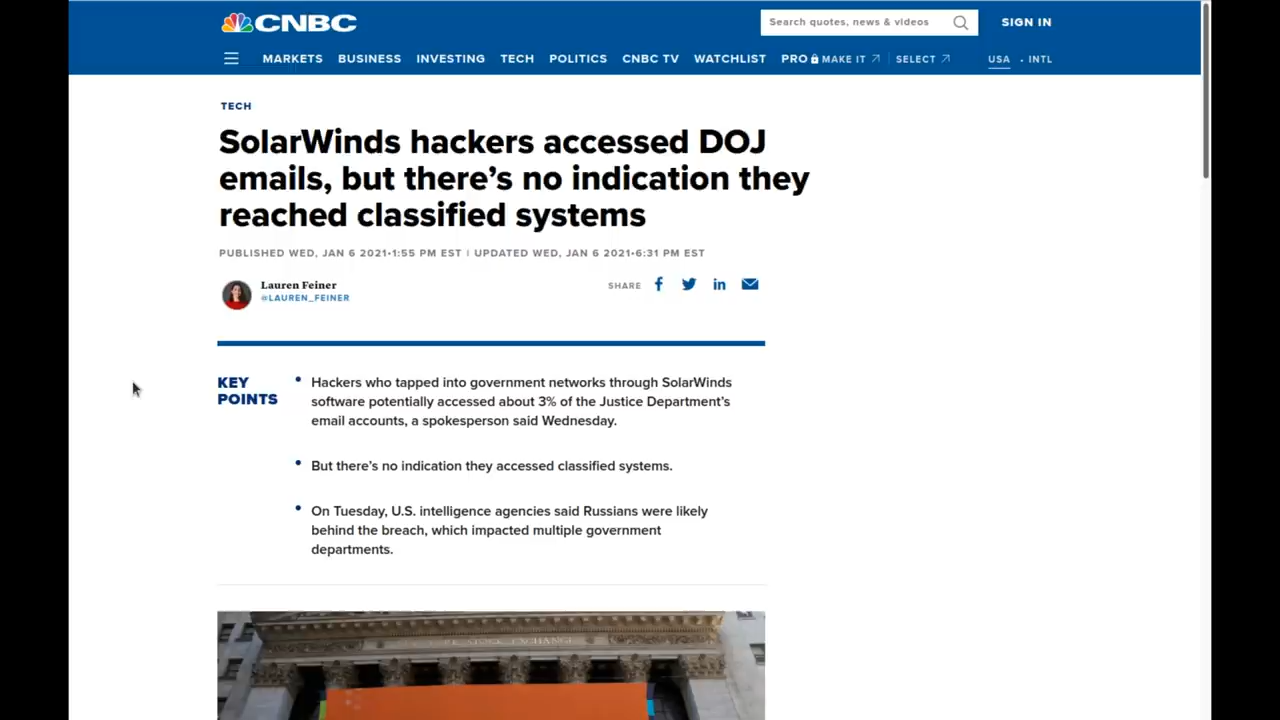 CNBC
Search quotes, news & videos
SIGN IN
MARKETS BUSINESS INVESTING TECH POLITICS CNBC TV WATCHLIST PRO MAKE IT SELECT USA • INTL
TECH
SolarWinds hackers accessed DOJ
emails, but there’s no indication they
reached classified systems
PUBLISHED WED, JAN 6 2021•1:55 PM EST | UPDATED WED, JAN 6 2021•6:31 PM EST
Lauren Feiner
@LAUREN_FEINER
SHARE
KEY
POINTS
• Hackers who tapped into government networks through SolarWinds
software potentially accessed about 3% of the Justice Department’s
email accounts, a spokesperson said Wednesday.
• But there’s no indication they accessed classified systems.
• On Tuesday, U.S. intelligence agencies said Russians were likely
behind the breach, which impacted multiple government
departments.
STOCK EXCHANGE